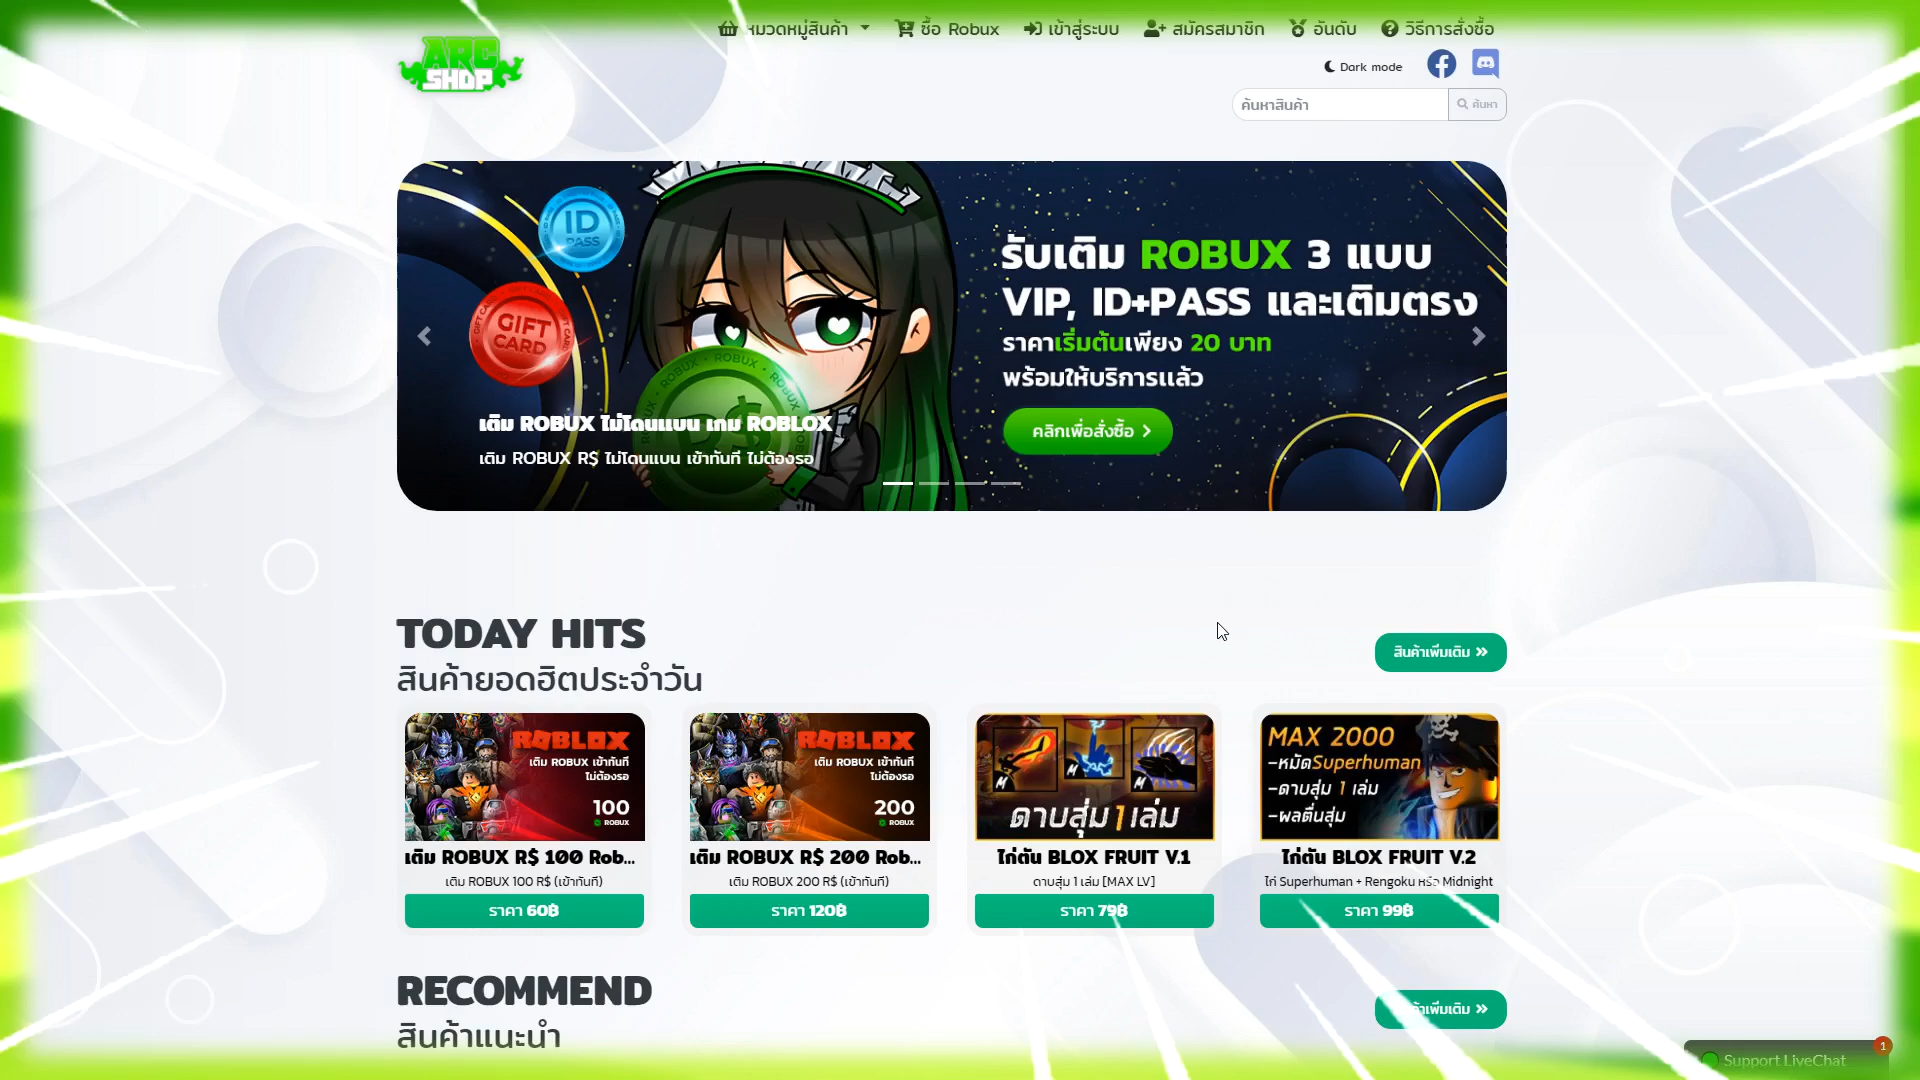 ARC
SHOP
หมวดหมู่สินค้า
ซื้อ Robux
เข้าสู่ระบบ
สมัครสมาชิก
อันดับ
วิธีการสั่งซื้อ
Dark mode
ค้นหาสินค้า
ค้นหา
ID
PASS
GIFT
CARD
รับเติม ROBUX 3 แบบ
VIP, ID+PASS และเติมตรง
ราคาเริ่มต้นเพียง 20 บาท
พร้อมให้บริการแล้ว
คลิกเพื่อสั่งซื้อ
ROBUX
R$
เติม ROBUX ไม่โดนแบน เกม ROBLOX
เติม ROBUX R$ ไม่โดนแบน เข้าทันที ไม่ต้องรอ
TODAY HITS
สินค้ายอดฮิตประจำวัน
สินค้าเพิ่มเติม
ROBLOX
เติม ROBUX เข้าทันที
ไม่ต้องรอ
100
ROBUX
เติม ROBUX R$ 100 Rob...
เติม ROBUX 100 R$ (เข้าทันที)
ราคา 60฿
ROBLOX
เติม ROBUX เข้าทันที
ไม่ต้องรอ
200
ROBUX
เติม ROBUX R$ 200 Rob...
เติม ROBUX 200 R$ (เข้าทันที)
ราคา 120฿
M
M
M
ดาบสุ่ม 1 เล่ม
ไก่ตัน BLOX FRUIT V.1
ดาบสุ่ม 1 เล่ม [MAX LV]
ราคา 79฿
MAX 2000
-หมัดSuperhuman
-ดาบสุ่ม 1 เล่ม
-ผลตื่นสุ่ม
ไก่ตัน BLOX FRUIT V.2
ไก่ Superhuman + Rengoku หรือ Midnight
ราคา 99฿
RECOMMEND
สินค้าแนะนำ
สินค้าเพิ่มเติม
Support LiveChat
1